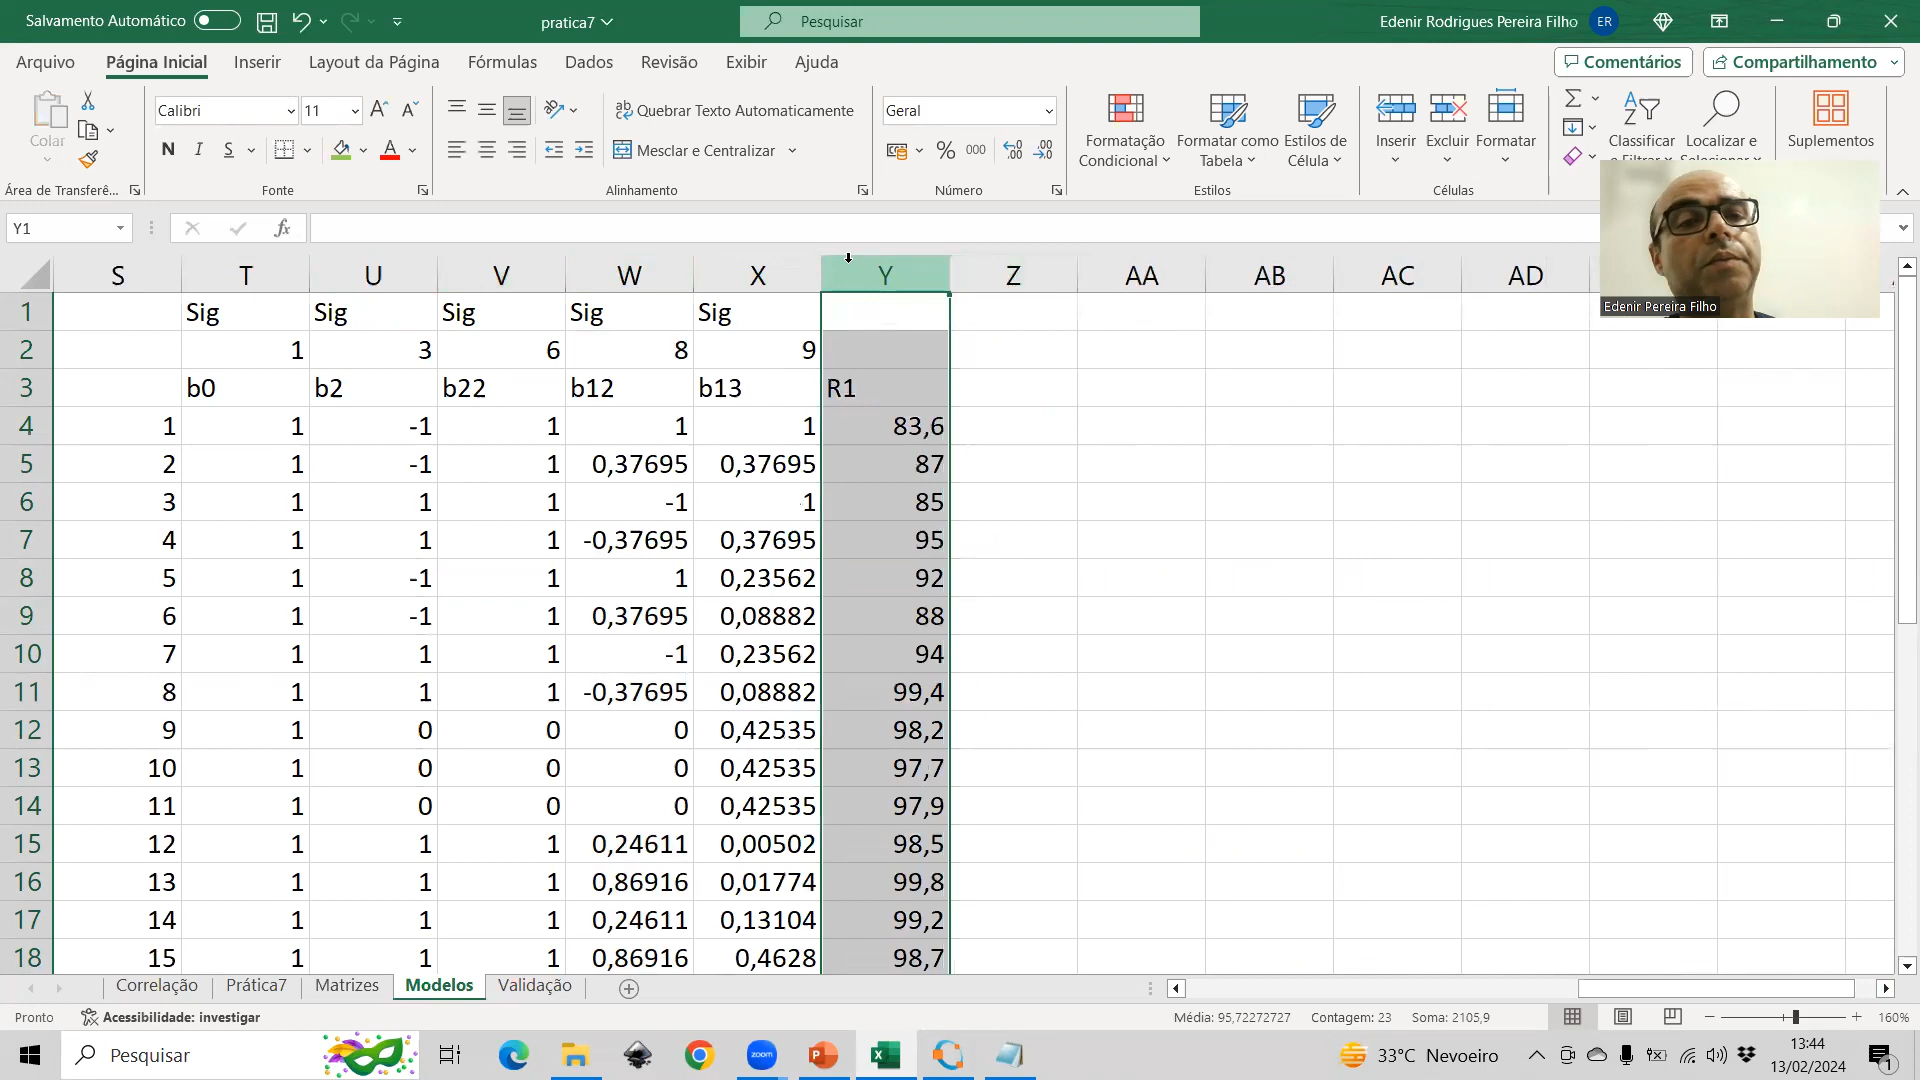 Salvamento Automático
pratica7
Pesquisar
Edenir Rodrigues Pereira Filho
ER
Arquivo Página Inicial Inserir Layout da Página Fórmulas Dados Revisão Exibir Ajuda
Comentários
Compartilhamento
Colar
Calibri 11
Quebrar Texto Automaticamente
Mesclar e Centralizar
Geral
% 000
N I S
Formatação Condicional
Formatar como Tabela
Estilos de Célula
Inserir Excluir Formatar
Classificar
Localizar e
Suplementos
Área de Transferê... Fonte Alinhamento Número Estilos Células
Y1
fx
Edenir Pereira Filho
S T U V W X Y Z AA AB AC AD
1 Sig Sig Sig Sig Sig
2 1 3 6 8 9
3 b0 b2 b22 b12 b13 R1
4 1 1 -1 1 1 1 83,6
5 2 1 -1 1 0,37695 0,37695 87
6 3 1 1 1 -1 1 85
7 4 1 1 1 -0,37695 0,37695 95
8 5 1 -1 1 1 0,23562 92
9 6 1 -1 1 0,37695 0,08882 88
10 7 1 1 1 -1 0,23562 94
11 8 1 1 1 -0,37695 0,08882 99,4
12 9 1 0 0 0 0,42535 98,2
13 10 1 0 0 0 0,42535 97,7
14 11 1 0 0 0 0,42535 97,9
15 12 1 1 1 0,24611 0,00502 98,5
16 13 1 1 1 0,86916 0,01774 99,8
17 14 1 1 1 0,24611 0,13104 99,2
18 15 1 1 1 0,86916 0,4628 98,7
Correlação Prática7 Matrizes Modelos Validação
Pronto
Acessibilidade: investigar
Média: 95,72272727 Contagem: 23 Soma: 2105,9
160%
Pesquisar
zoom
33°C Nevoeiro
13:44
13/02/2024
1